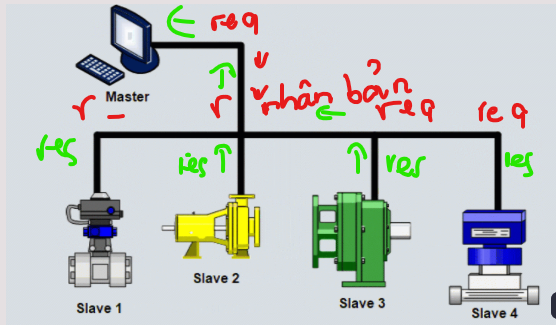 req
Master
nhân bản
r
r
req
req
res
res
res
res
Slave 1
Slave 2
Slave 3
Slave 4